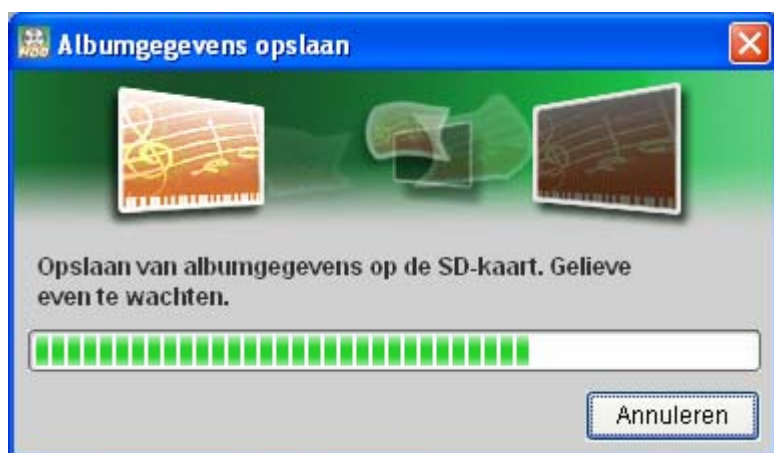 Albumgegevens opslaan
Opslaan van albumgegevens op de SD-kaart. Gelieve
even te wachten.
Annuleren